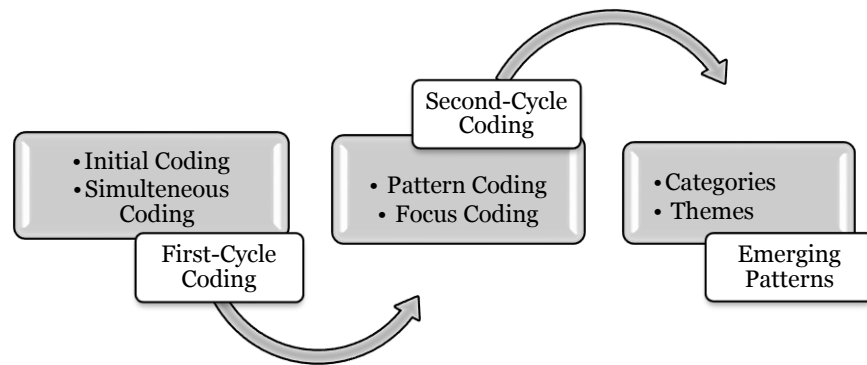 • Initial Coding
• Simulteneous
Coding
First-Cycle
Coding
Second-Cycle
Coding
• Pattern Coding
• Focus Coding
• Categories
• Themes
Emerging
Patterns